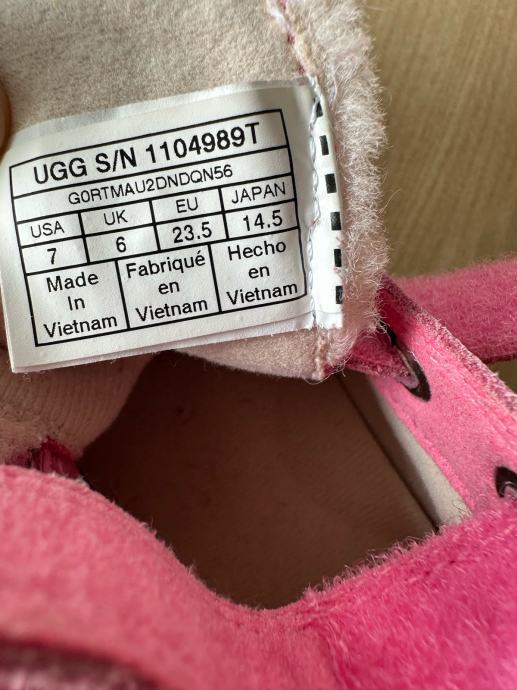 UGG S/N 1104989T
GORTMAU2DNDQN56
USA UK EU JAPAN
7 6 23.5 14.5
Made Fabriqué Hecho
In en en
Vietnam Vietnam Vietnam